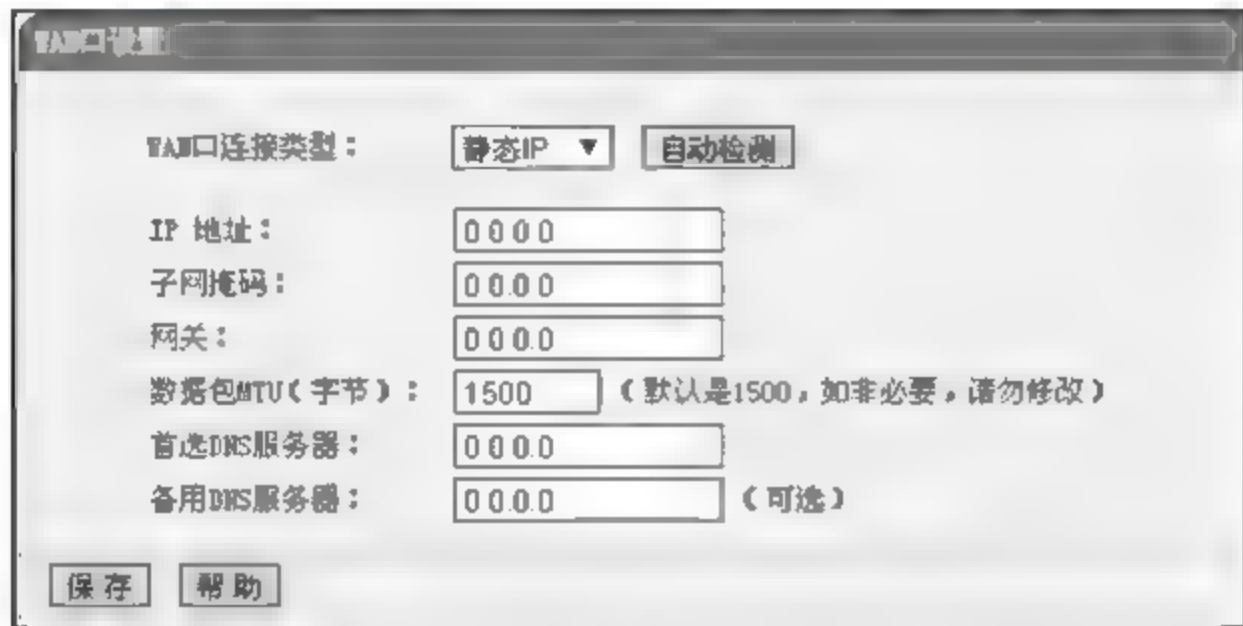 WAN口设置
WAN口连接类型： 静态IP ▼ 自动检测
IP 地址： 0.0.0.0
子网掩码： 0.0.0.0
网关： 0.0.0.0
数据包MTU(字节)： 1500 (默认是1500，如非必要，请勿修改)
首选DNS服务器： 0.0.0.0
备用DNS服务器： 0.0.0.0 (可选)
保存 帮助